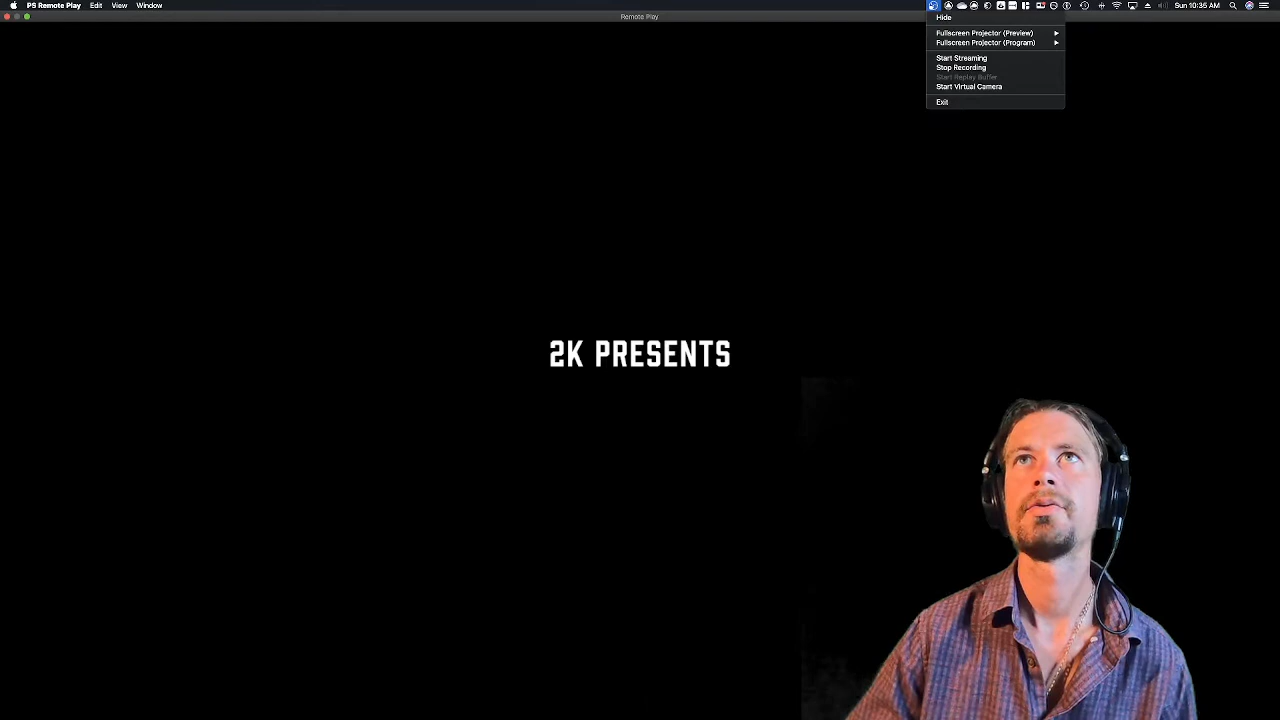 PS Remote Play Edit View Window Sun 10:35 AM
Remote Play
Hide
Fullscreen Projector (Preview)
Fullscreen Projector (Program)
Start Streaming
Stop Recording
Start Replay Buffer
Start Virtual Camera
Exit
2K PRESENTS